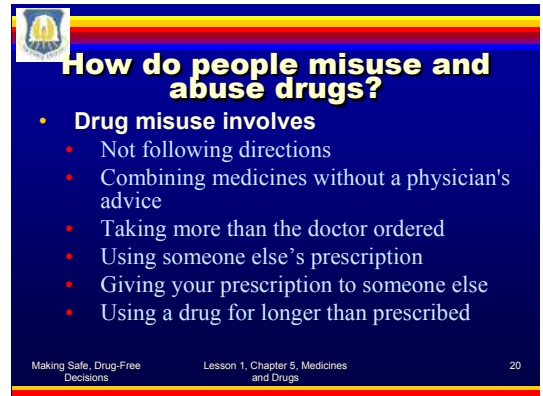 How do people misuse and
abuse drugs?
• Drug misuse involves
• Not following directions
• Combining medicines without a physician's
advice
• Taking more than the doctor ordered
• Using someone else’s prescription
• Giving your prescription to someone else
• Using a drug for longer than prescribed
Making Safe, Drug-Free
Decisions
Lesson 1, Chapter 5, Medicines
and Drugs
20